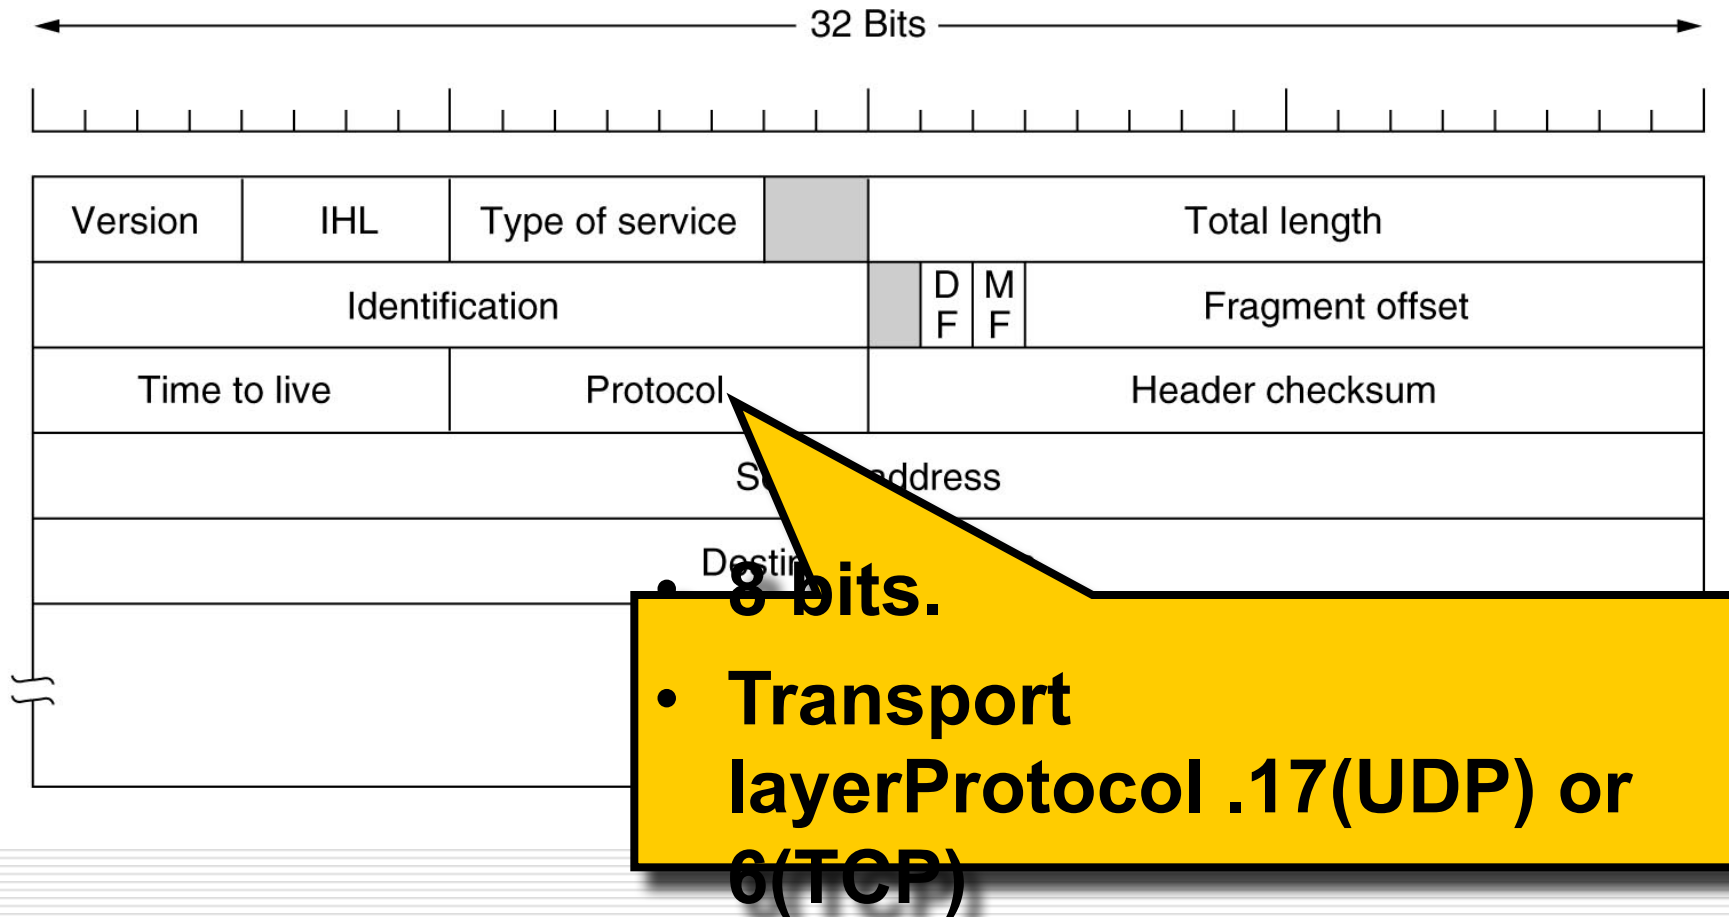 32 Bits
Version IHL Type of service Total length
Identification D F M F Fragment offset
Time to live Protocol Header checksum
address
• 8 bits.
• Transport
layerProtocol .17(UDP) or
6(TCP)